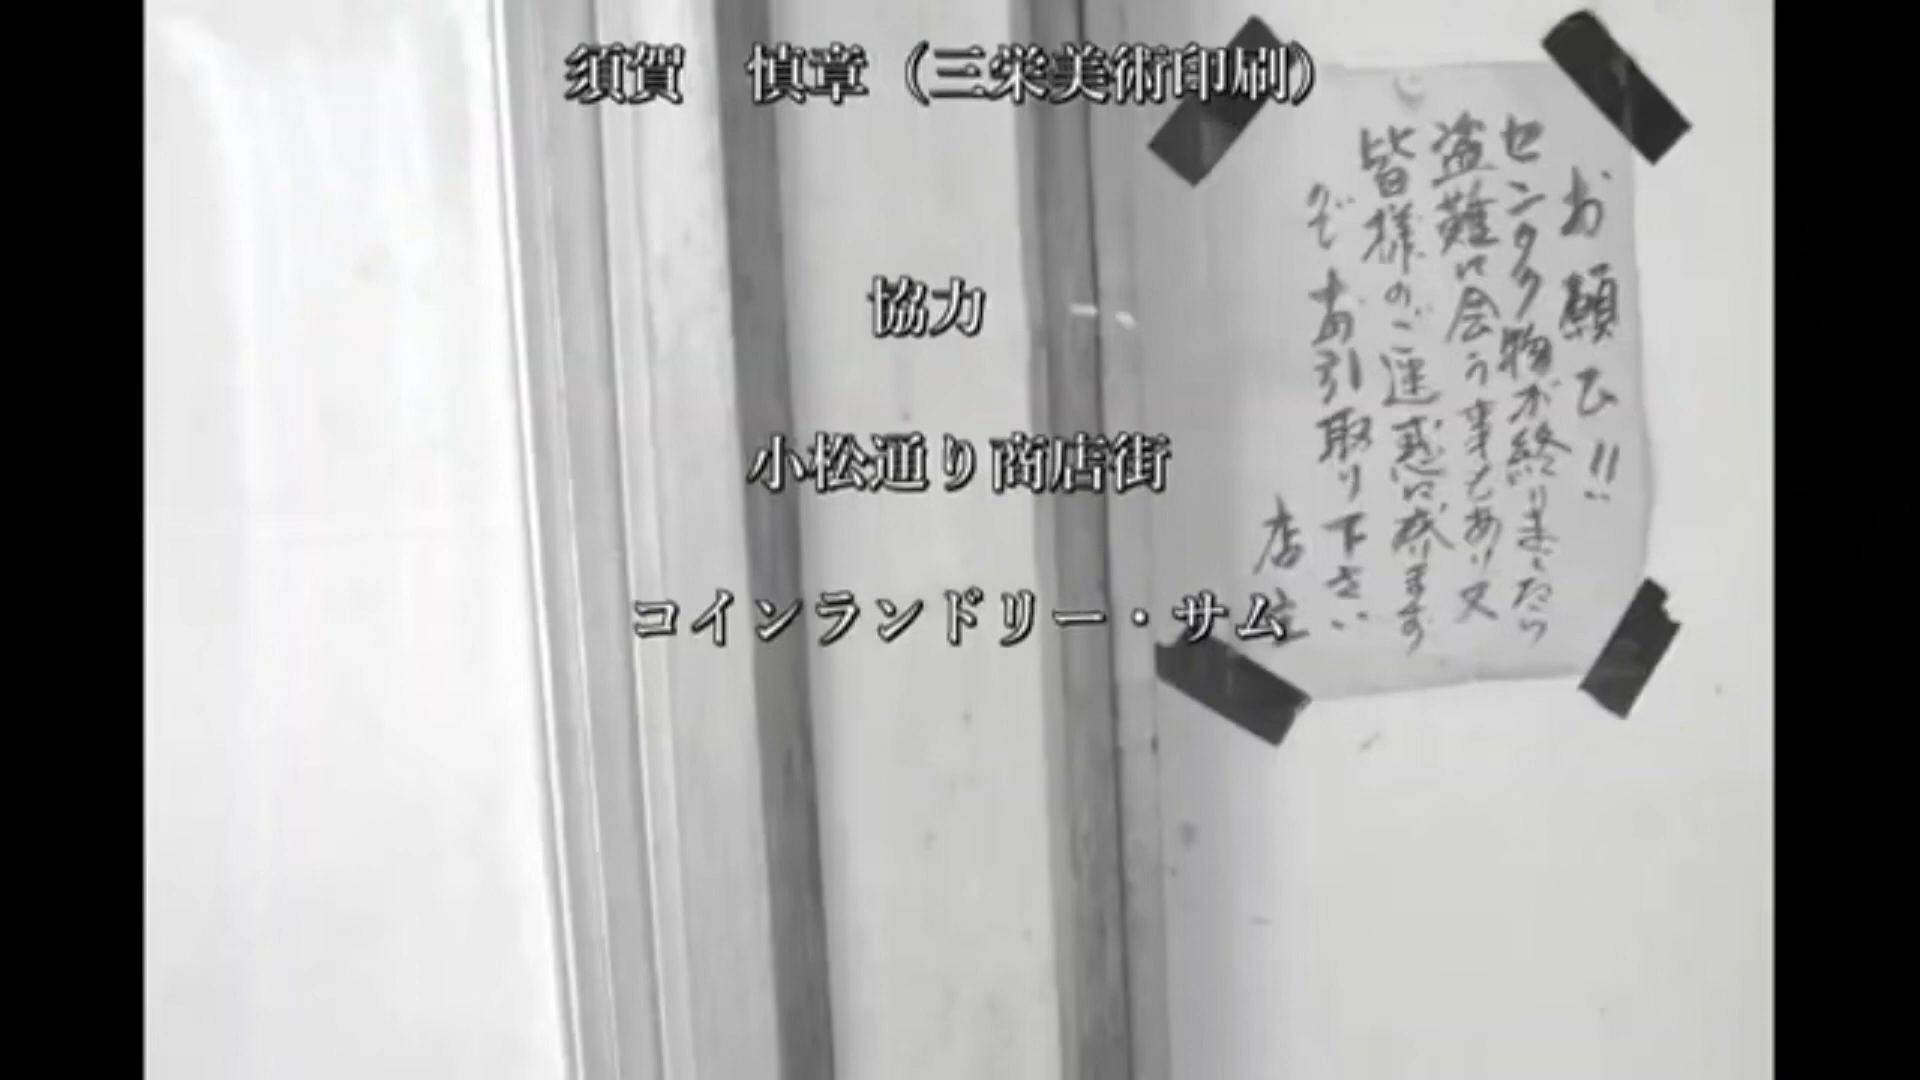 須賀　慎章（三栄美術印刷）
協力
小松通り商店街
コインランドリー・サム
お願ひ!!
センタク物が終りましたら
盗難に会う事もあり又
皆様のご迷惑に成ります
のでお引取り下さい
店主